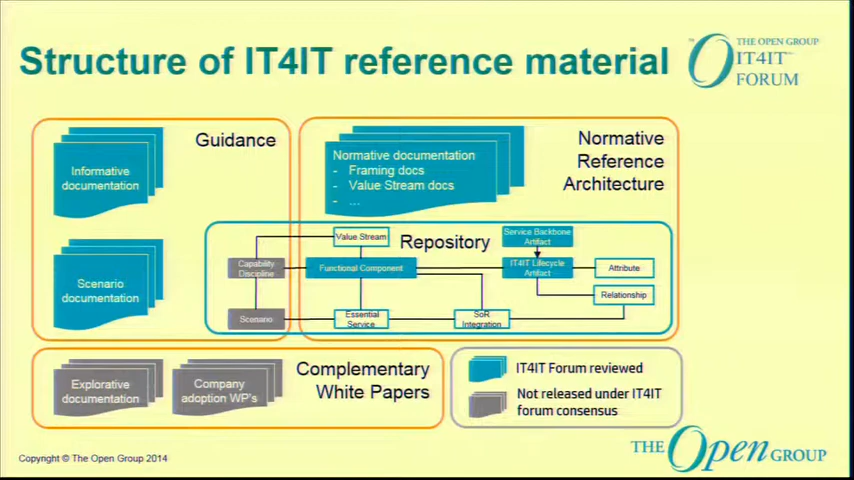 Structure of IT4IT reference material
THE OPEN GROUP
IT4IT™
FORUM
Guidance
Informative
documentation
Scenario
documentation
Normative
Reference
Architecture
Normative documentation
- Framing docs
- Value Stream docs
- ...
Repository
Value Stream
Service Backbone
Artifact
Capability
Discipline
Functional Component
IT4IT Lifecycle
Artifact
Attribute
Relationship
Scenario
Essential
Service
SoR
Integration
Complementary
White Papers
Explorative
documentation
Company
adoption WP's
IT4IT Forum reviewed
Not released under IT4IT
forum consensus
Copyright © The Open Group 2014
THE Open GROUP